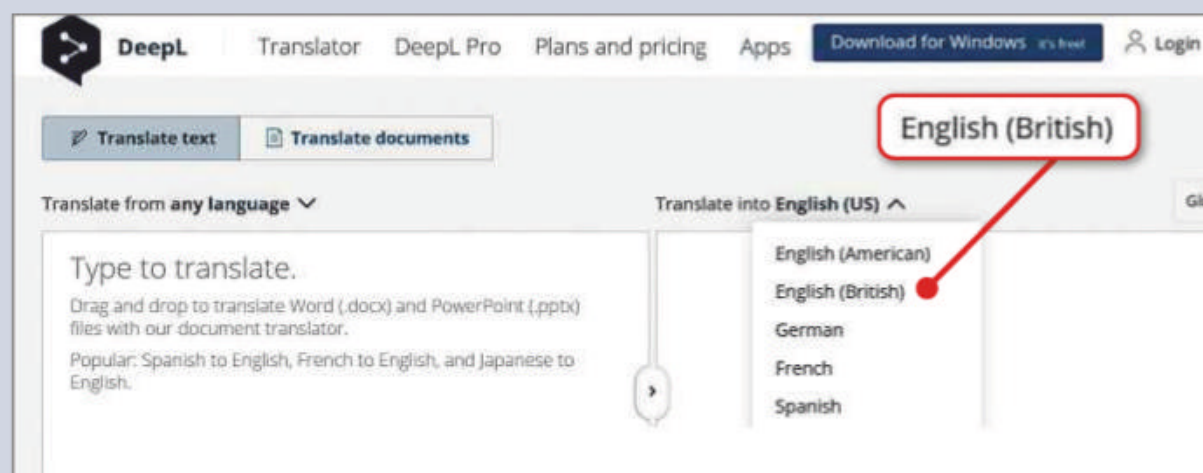 DeepL Translator DeepL Pro Plans and pricing Apps Download for Windows It's free! Login
English (British)
Translate text Translate documents
Translate from any language
Translate into English (US)
Type to translate.
Drag and drop to translate Word (.docx) and PowerPoint (.pptx)
files with our document translator.
Popular: Spanish to English, French to English, and Japanese to
English.
English (American)
English (British)
German
French
Spanish